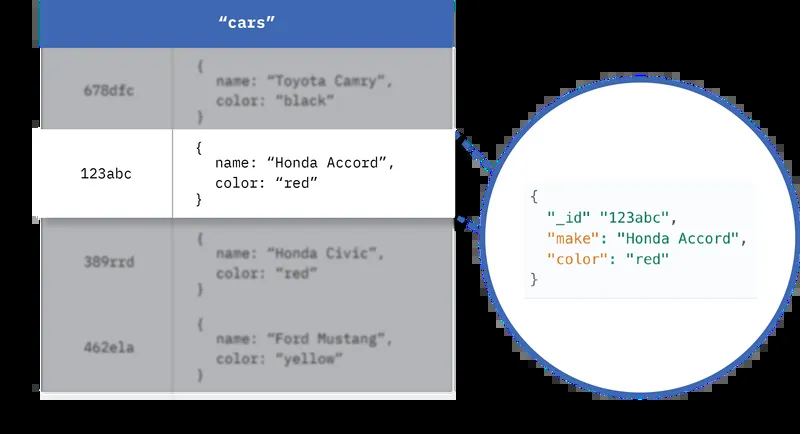 “cars”
678dfc
{
name: “Toyota Camry”,
color: “black”
}
123abc
{
name: “Honda Accord”,
color: “red”
}
389rrd
{
name: “Honda Civic”,
color: “red”
}
462ela
{
name: “Ford Mustang”,
color: “yellow”
}
{
"_id" "123abc",
"make": "Honda Accord",
"color": "red"
}